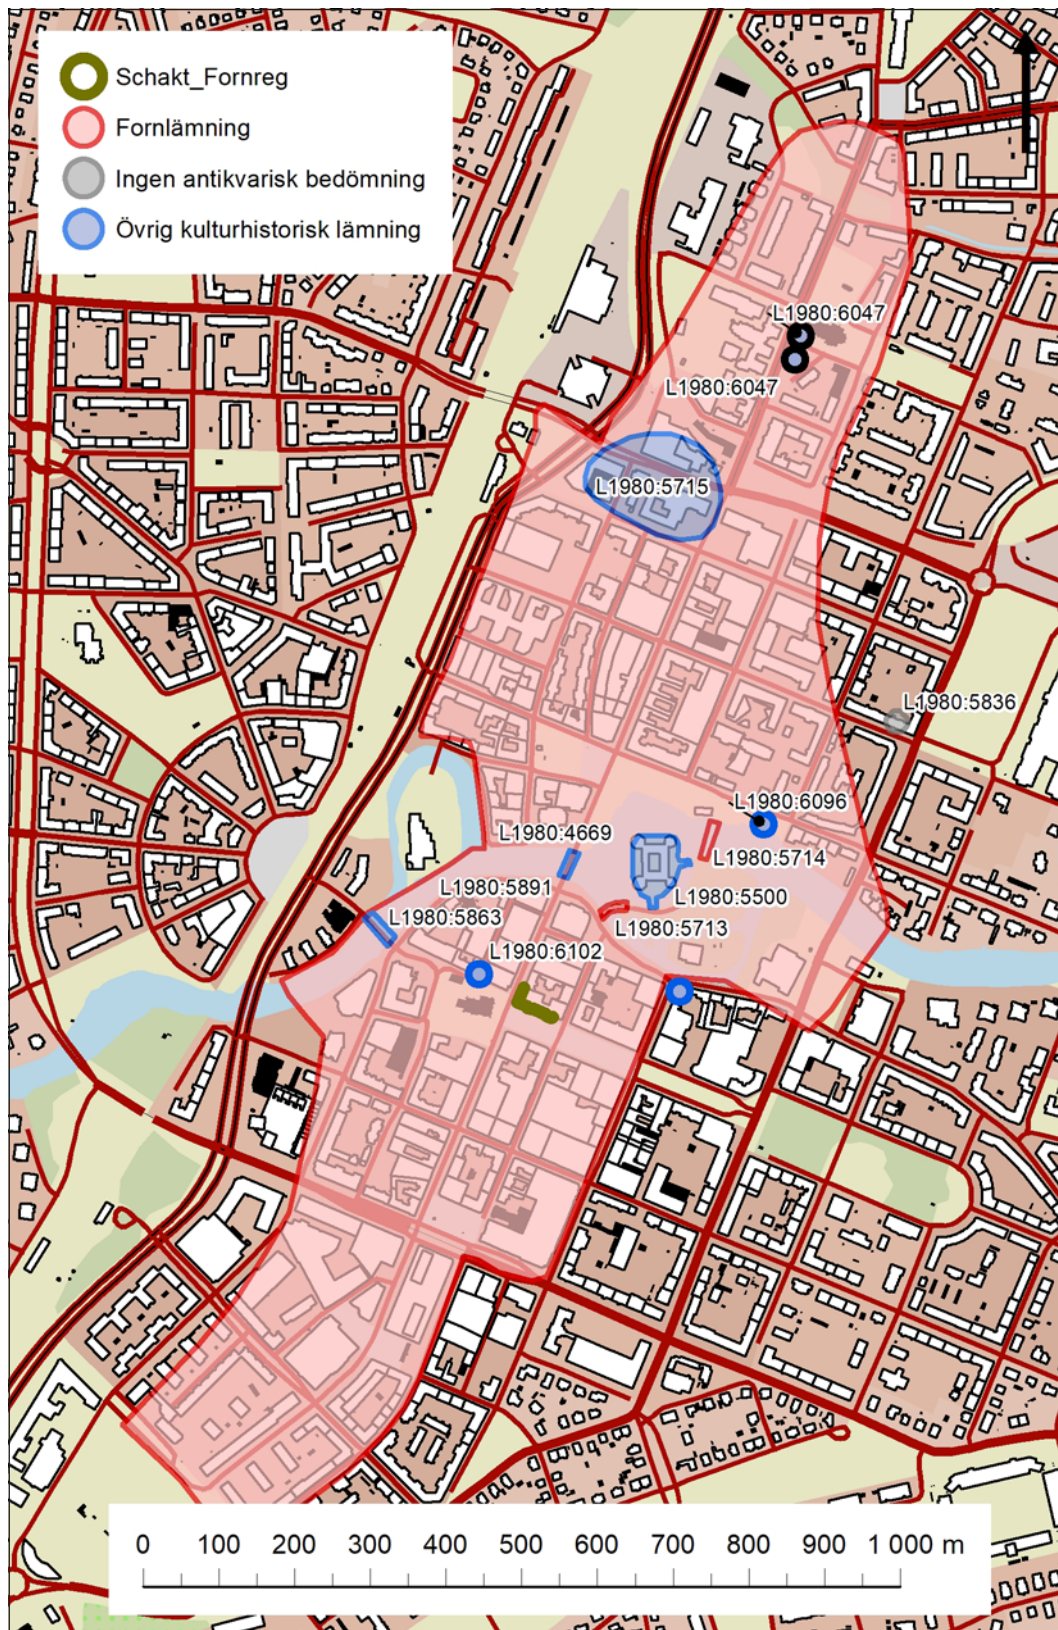 Schakt_Fornreg
Fornlämning
Ingen antikvarisk bedömning
Övrig kulturhistorisk lämning
L1980:6047
L1980:6047
L1980:5715
L1980:5836
L1980:6096
L1980:4669
L1980:5714
L1980:5891
L1980:5500
L1980:5863
L1980:5713
L1980:6102
0 100 200 300 400 500 600 700 800 900 1 000 m